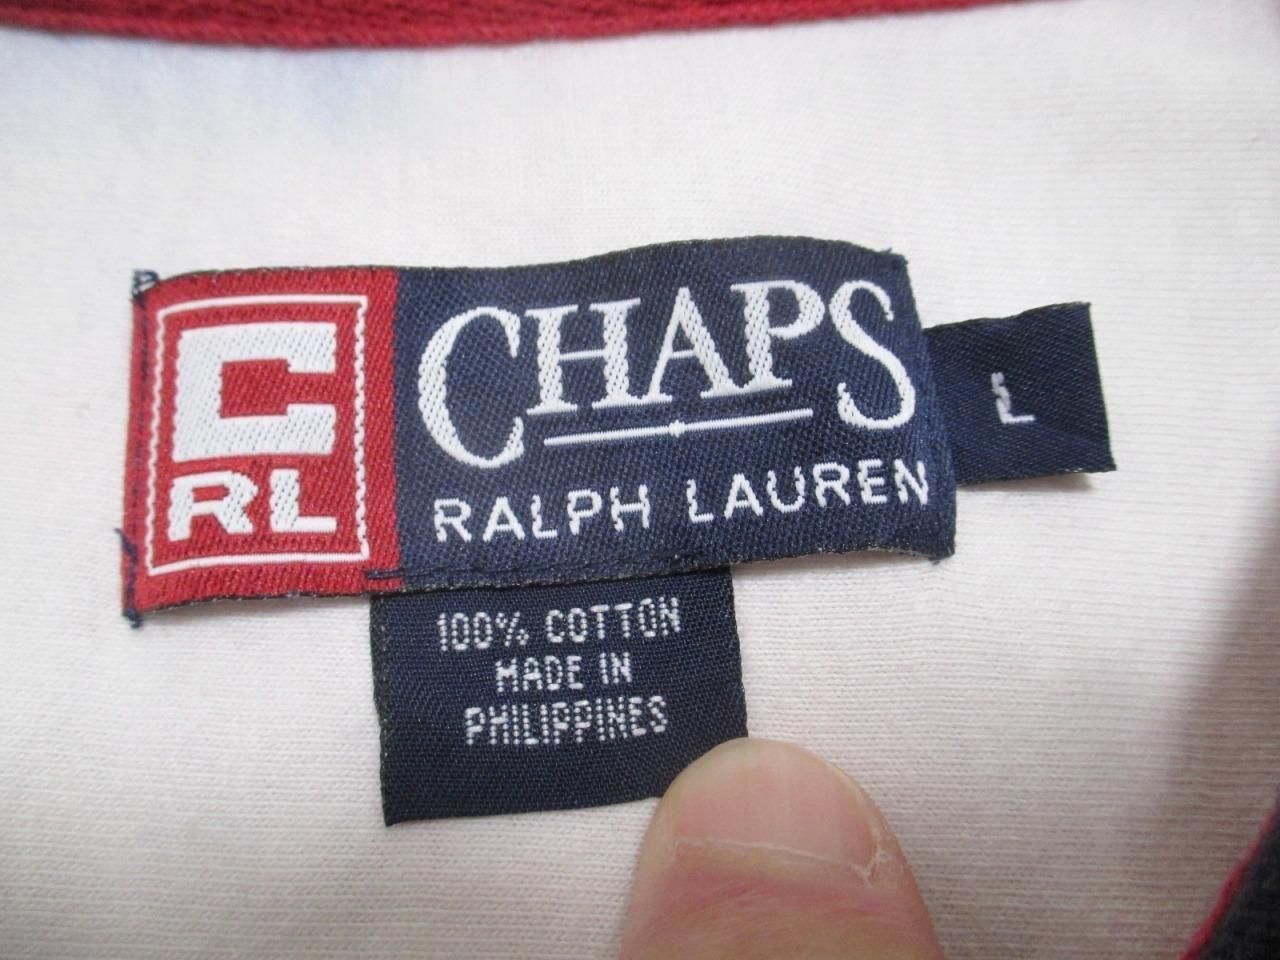 C
RL
CHAPS
RALPH LAUREN
L
100% COTTON
MADE IN
PHILIPPINES